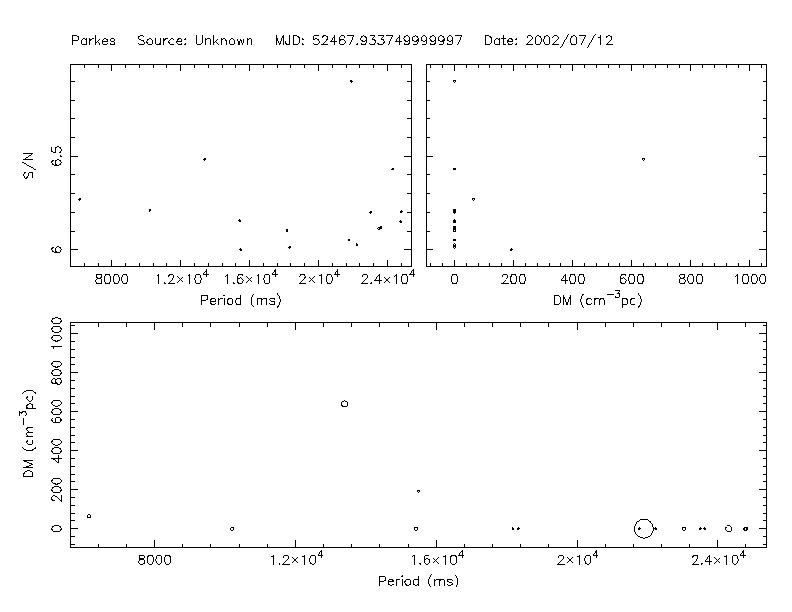 Parkes Source: Unknown MJD: 52467.933749999997 Date: 2002/07/12
S/N
6.5
6
8000 1.2×10⁴ 1.6×10⁴ 2×10⁴ 2.4×10⁴
Period (ms)
0 200 400 600 800 1000
DM (cm⁻³pc)
DM (cm⁻³pc)
1000
800
600
400
200
0
8000 1.2×10⁴ 1.6×10⁴ 2×10⁴ 2.4×10⁴
Period (ms)